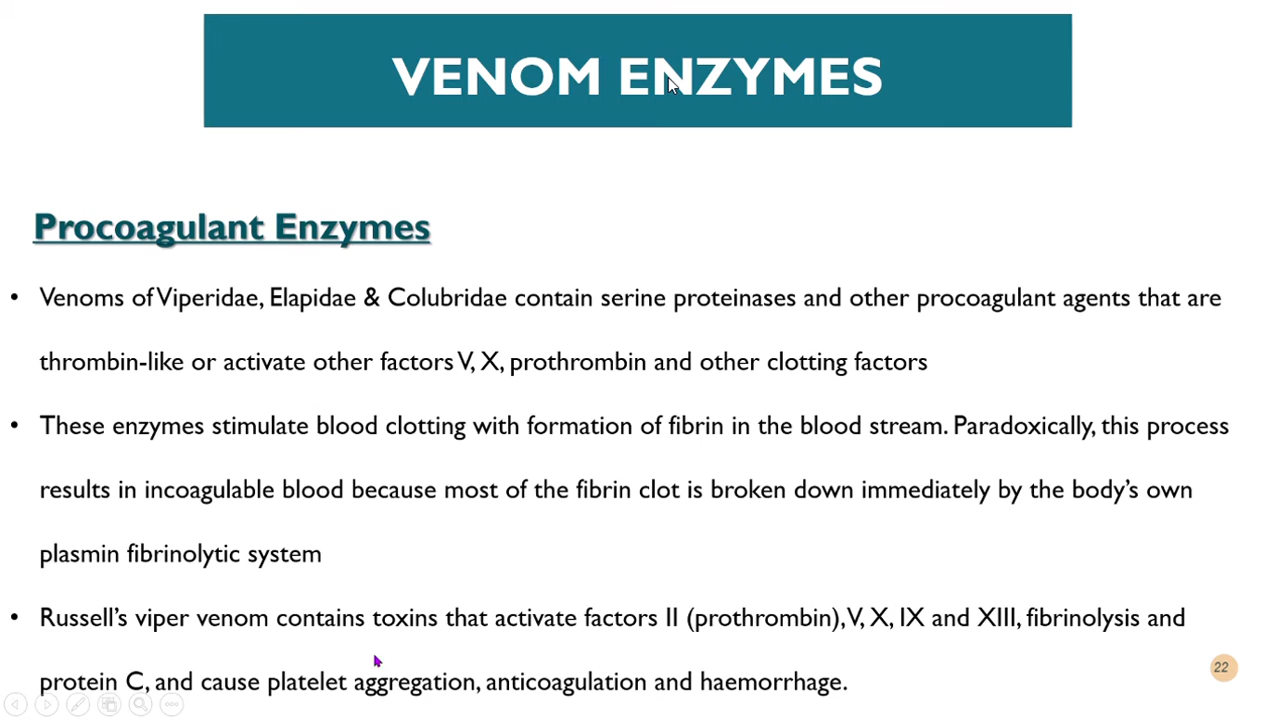 VENOM ENZYMES
Procoagulant Enzymes
• Venoms of Viperidae, Elapidae & Colubridae contain serine proteinases and other procoagulant agents that are
thrombin-like or activate other factors V, X, prothrombin and other clotting factors
• These enzymes stimulate blood clotting with formation of fibrin in the blood stream. Paradoxically, this process
results in incoagulable blood because most of the fibrin clot is broken down immediately by the body’s own
plasmin fibrinolytic system
• Russell’s viper venom contains toxins that activate factors II (prothrombin), V, X, IX and XIII, fibrinolysis and
protein C, and cause platelet aggregation, anticoagulation and haemorrhage.
22